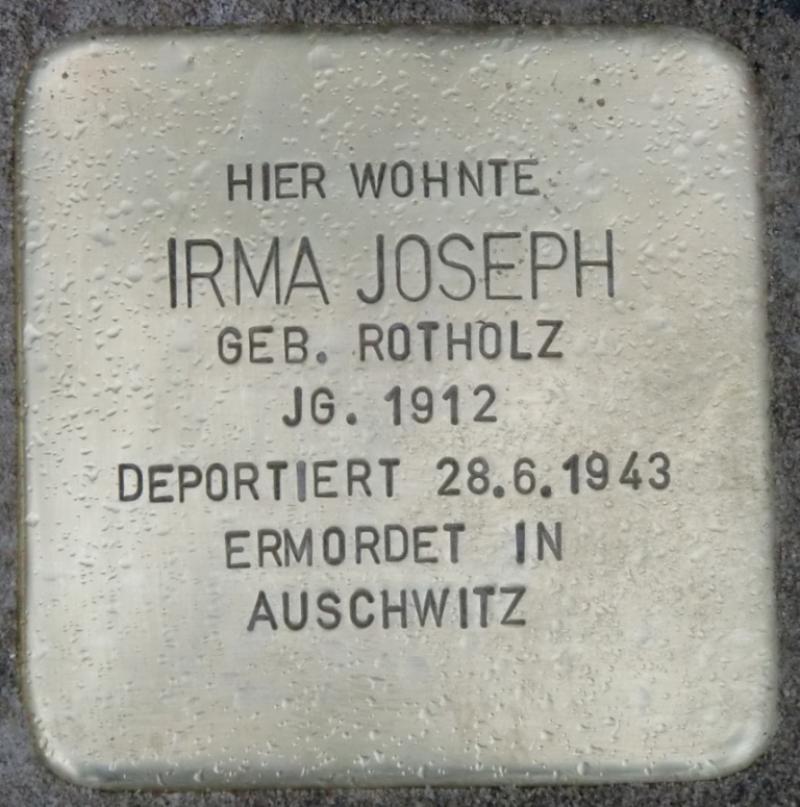 HIER WOHNTE
IRMA JOSEPH
GEB. ROTHOLZ
JG. 1912
DEPORTIERT 28.6.1943
ERMORDET IN
AUSCHWITZ